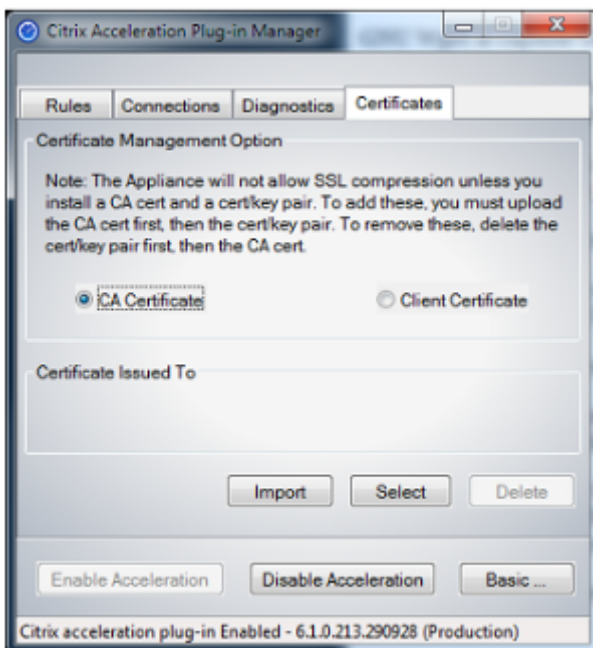 Citrix Acceleration Plug-in Manager
Rules
Connections
Diagnostics
Certificates
Certificate Management Option
Note: The Appliance will not allow SSL compression unless you
install a CA cert and a cert/key pair. To add these, you must upload
the CA cert first, then the cert/key pair. To remove these, delete the
cert/key pair first, then the CA cert.
CA Certificate
Client Certificate
Certificate Issued To
Import
Select
Delete
Enable Acceleration
Disable Acceleration
Basic ...
Citrix acceleration plug-in Enabled - 6.1.0.213.290928 (Production)